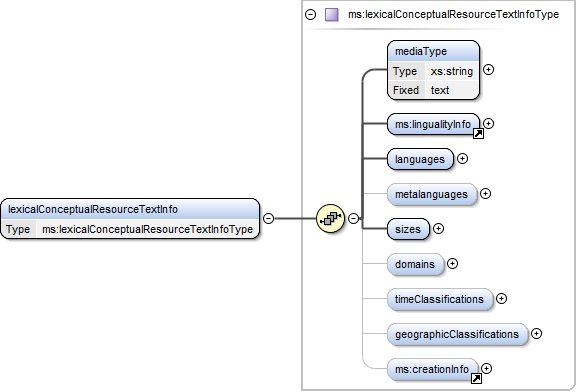 ms:lexicalConceptualResourceTextInfoType
mediaType
Type xs:string
Fixed text
ms:lingualityInfo
languages
metalanguages
lexicalConceptualResourceTextInfo
Type ms:lexicalConceptualResourceTextInfoType
sizes
domains
timeClassifications
geographicClassifications
ms:creationInfo